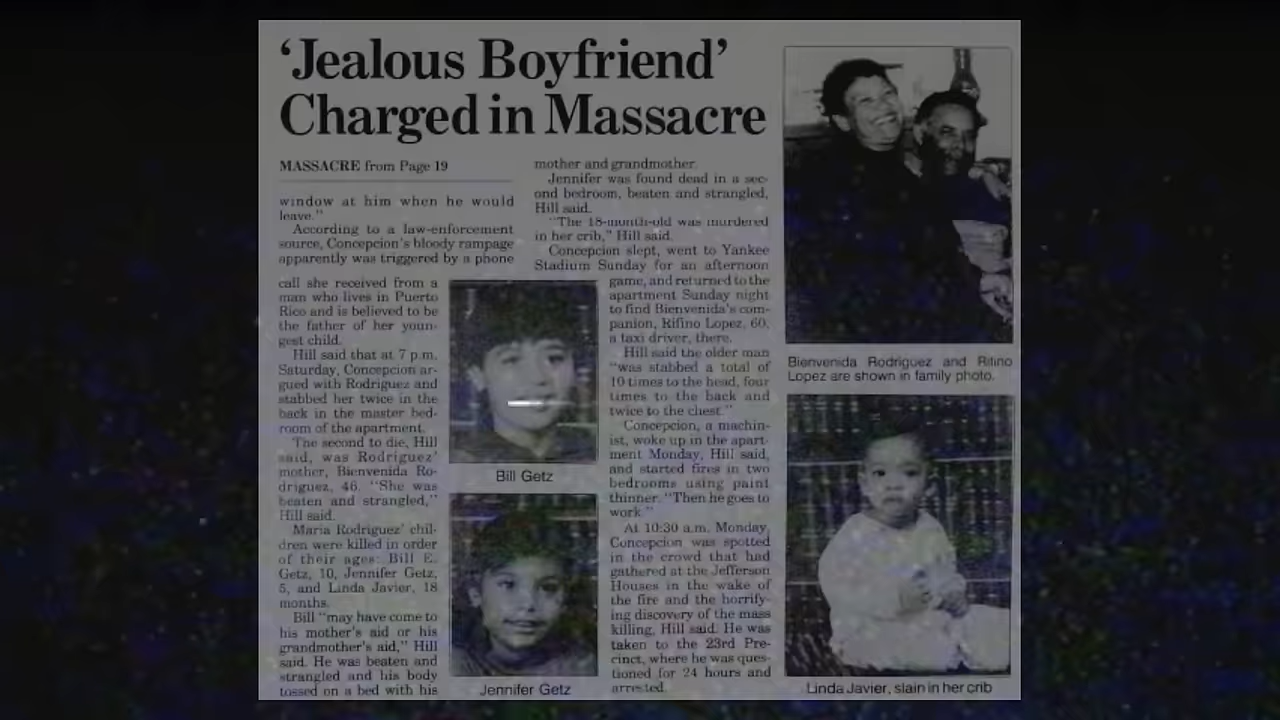 ‘Jealous Boyfriend’
Charged in Massacre
MASSACRE from Page 19
window at him when he would
leave.”
According to a law-enforcement
source, Concepcion's bloody rampage
apparently was triggered by a phone
call she received from a
man who lives in Puerto
Rico and is believed to be
the father of her youn-
gest child.
Hill said that at 7 p.m.
Saturday, Concepcion ar-
gued with Rodriguez and
stabbed her twice in the
back in the master bed-
room of the apartment.
The second to die, Hill
said, was Rodriguez'
mother, Bienvenida Ro-
driguez, 46. “She was
beaten and strangled,”
Hill said.
Maria Rodriguez' chil-
dren were killed in order
of their ages: Bill E.
Getz, 10, Jennifer Getz,
5, and Linda Javier, 18
months.
Bill “may have come to
his mother's aid or his
grandmother's aid,” Hill
said. He was beaten and
strangled and his body
tossed on a bed with his
mother and grandmother.
Jennifer was found dead in a sec-
ond bedroom, beaten and strangled,
Hill said.
“The 18-month-old was murdered
in her crib,” Hill said.
Concepcion slept, went to Yankee
Stadium Sunday for an afternoon
game, and returned to the
apartment Sunday night
to find Bienvenida's com-
panion, Rifino Lopez, 60,
a taxi driver, there.
Hill said the older man
“was stabbed a total of
10 times to the head, four
times to the back and
twice to the chest.”
Concepcion, a machin-
ist, woke up in the apart-
ment Monday, Hill said,
and started fires in two
bedrooms using paint
thinner. “Then he goes to
work.”
At 10:30 a.m. Monday,
Concepcion was spotted
in the crowd that had
gathered at the Jefferson
Houses in the wake of
the fire and the horrify-
ing discovery of the mass
killing, Hill said. He was
taken to the 23rd Pre-
cinct, where he was ques-
tioned for 24 hours and
arrested.
Bill Getz
Jennifer Getz
Bienvenida Rodriguez and Rifino
Lopez are shown in family photo.
Linda Javier, slain in her crib